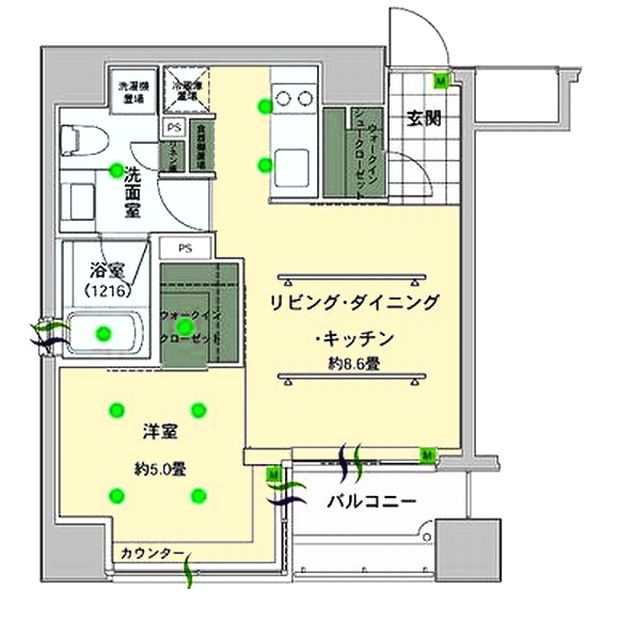 洗濯機
置場
冷蔵庫
置場
M
玄関
PS
リネン庫
食器棚置場
ウォークイン
シュークローゼット
洗面室
PS
浴室
(1216)
ウォークイン
クローゼット
リビング・ダイニング
・キッチン
約8.6畳
洋室
約5.0畳
M
M
バルコニー
カウンター